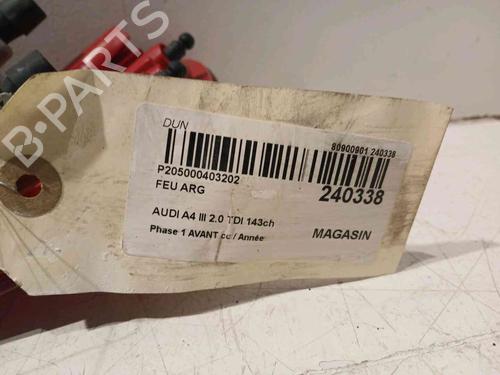 B-PARTS
DUN
80900901 240338
P205000403202
240338
FEU ARG
AUDI A4 III 2.0 TDI 143ch
MAGASIN
Phase 1 AVANT cc / Année